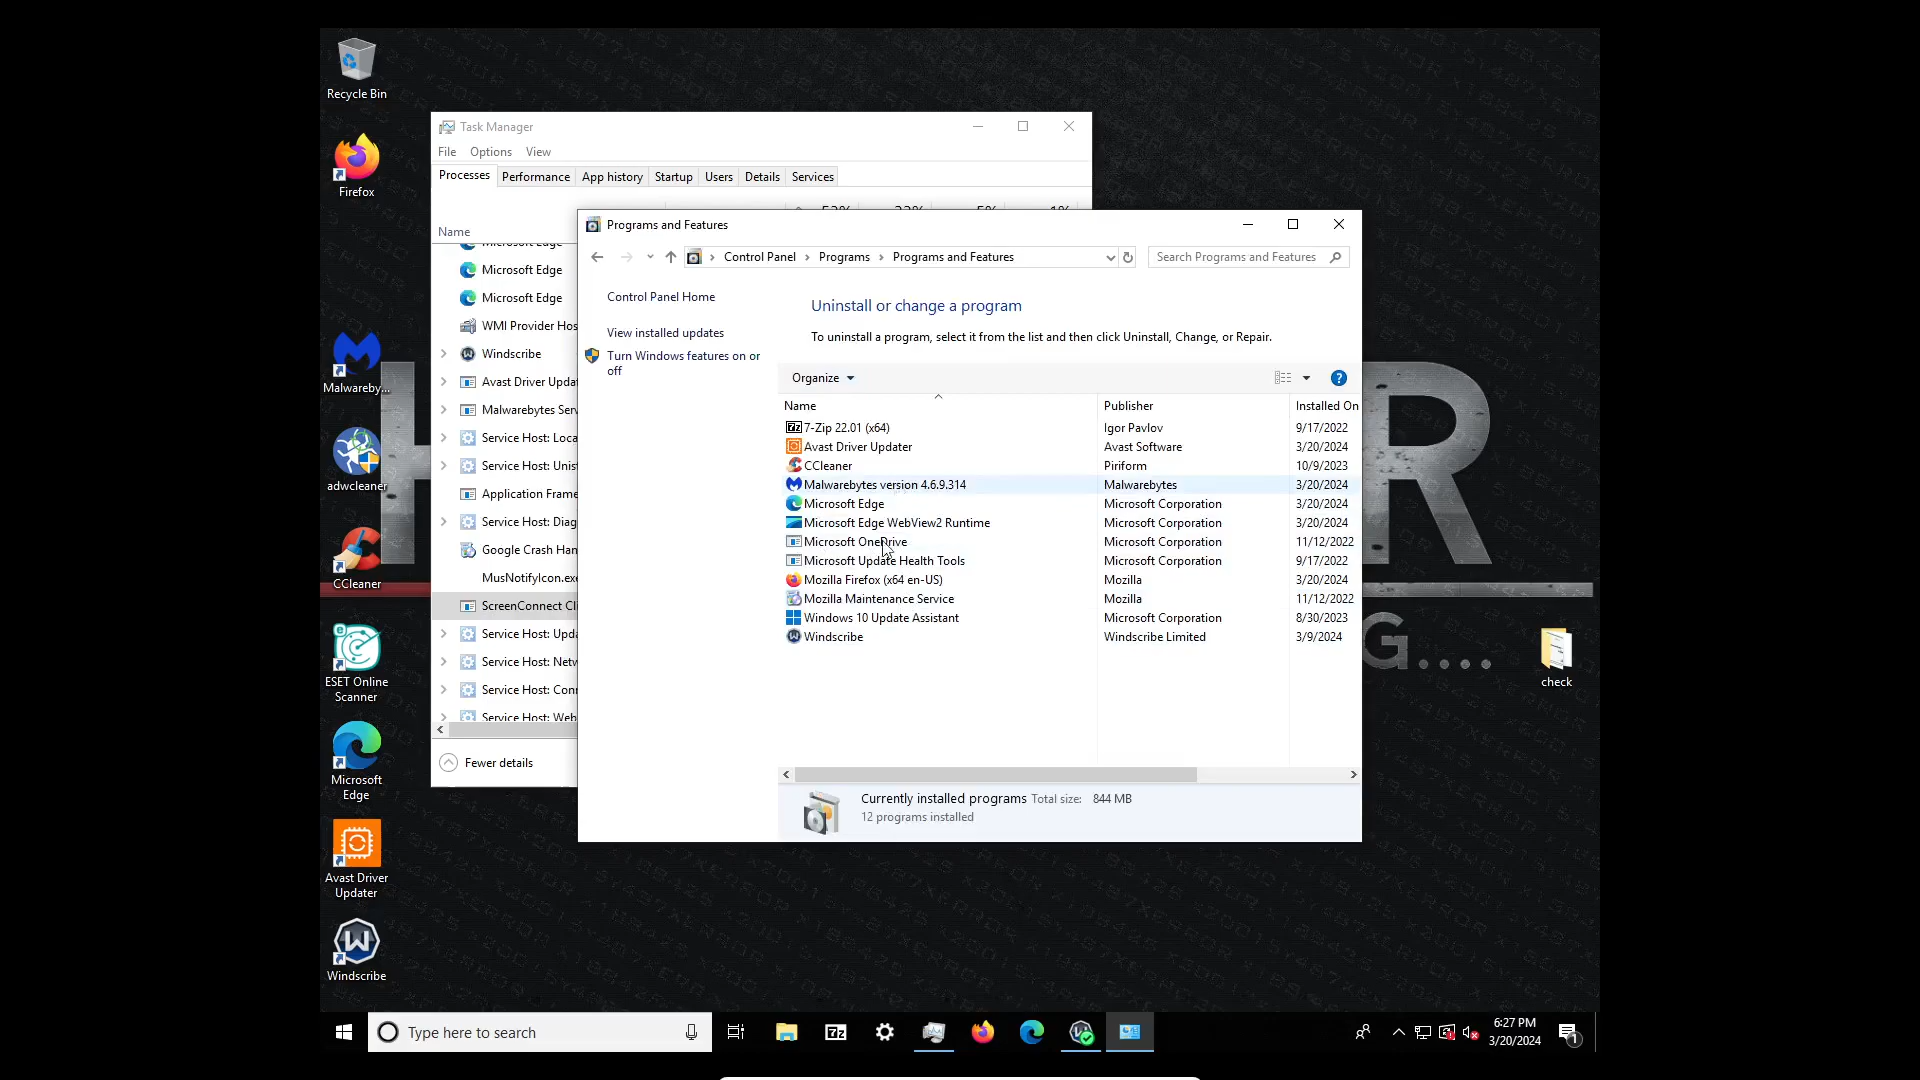 Recycle Bin
Firefox
Malwareby...
adwcleaner
CCleaner
ESET Online
Scanner
Microsoft
Edge
Avast Driver
Updater
Windscribe
check
Task Manager
File Options View
Processes Performance App history Startup Users Details Services
Name
Microsoft Edge
Microsoft Edge
Microsoft Edge
WMI Provider Hos
Windscribe
Avast Driver Updat
Malwarebytes Serv
Service Host: Loca
Service Host: Unist
Application Frame
Service Host: Diag
Google Crash Han
MusNotifyIcon.exe
ScreenConnect Cli
Service Host: Upda
Service Host: Netw
Service Host: Conn
Service Host: Web
Fewer details
Programs and Features
Control Panel Programs Programs and Features
Search Programs and Features
Control Panel Home
View installed updates
Turn Windows features on or
off
Uninstall or change a program
To uninstall a program, select it from the list and then click Uninstall, Change, or Repair.
Organize
Name Publisher Installed On
7-Zip 22.01 (x64) Igor Pavlov 9/17/2022
Avast Driver Updater Avast Software 3/20/2024
CCleaner Piriform 10/9/2023
Malwarebytes version 4.6.9.314 Malwarebytes 3/20/2024
Microsoft Edge Microsoft Corporation 3/20/2024
Microsoft Edge WebView2 Runtime Microsoft Corporation 3/20/2024
Microsoft OneDrive Microsoft Corporation 11/12/2022
Microsoft Update Health Tools Microsoft Corporation 9/17/2022
Mozilla Firefox (x64 en-US) Mozilla 3/20/2024
Mozilla Maintenance Service Mozilla 11/12/2022
Windows 10 Update Assistant Microsoft Corporation 8/30/2023
Windscribe Windscribe Limited 3/9/2024
Currently installed programs Total size: 844 MB
12 programs installed
R
G....
Type here to search
6:27 PM
3/20/2024
1